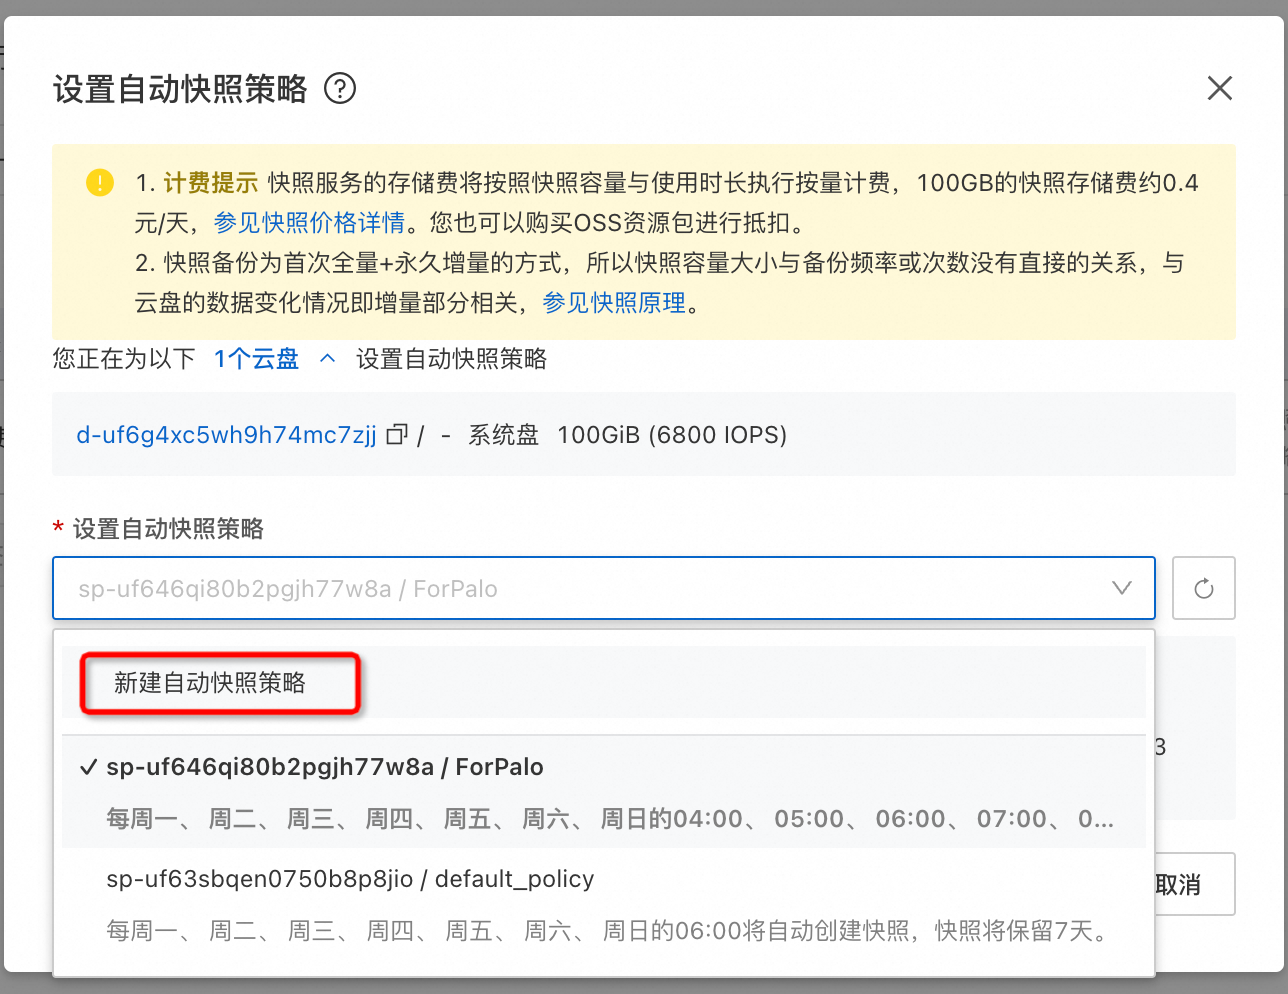 设置自动快照策略 ?
! 1. 计费提示 快照服务的存储费将按照快照容量与使用时长执行按量计费，100GB的快照存储费约0.4
元/天，参见快照价格详情。您也可以购买OSS资源包进行抵扣。
2. 快照备份为首次全量+永久增量的方式，所以快照容量大小与备份频率或次数没有直接的关系，与
云盘的数据变化情况即增量部分相关，参见快照原理。
您正在为以下 1个云盘 设置自动快照策略
d-uf6g4xc5wh9h74mc7zjj / - 系统盘 100GiB (6800 IOPS)
* 设置自动快照策略
sp-uf646qi80b2pgjh77w8a / ForPalo
新建自动快照策略
sp-uf646qi80b2pgjh77w8a / ForPalo
3
每周一、 周二、 周三、 周四、 周五、 周六、 周日的04:00、 05:00、 06:00、 07:00、 0...
sp-uf63sbqen0750b8p8jio / default_policy
取消
每周一、 周二、 周三、 周四、 周五、 周六、 周日的06:00将自动创建快照，快照将保留7天。